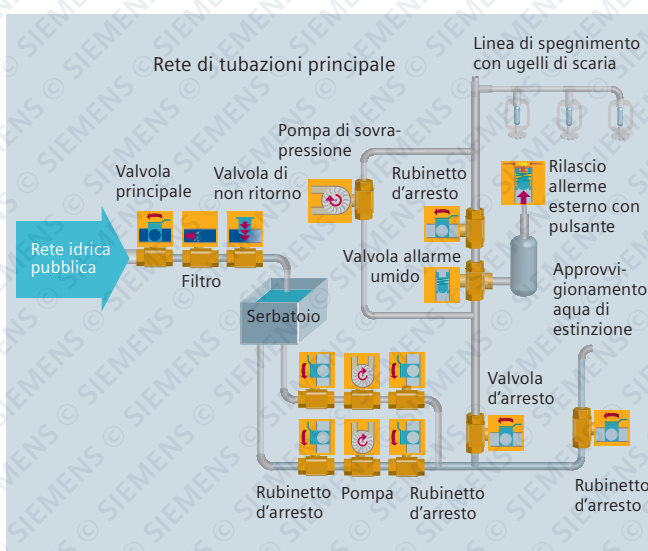 Rete di tubazioni principale
Linea di spegnimento
con ugelli di scaria
Pompa di sovra-
pressione
Valvola
principale
Valvola di
non ritorno
Rubinetto
d'arresto
Rilascio
allerme
esterno con
pulsante
Rete idrica
pubblica
Filtro
Valvola allarme
umido
Approvvi-
gionamento
aqua di
estinzione
Serbatoio
Valvola
d'arresto
Rubinetto
d'arresto
Pompa
Rubinetto
d'arresto
Rubinetto
d'arresto
© SIEMENS